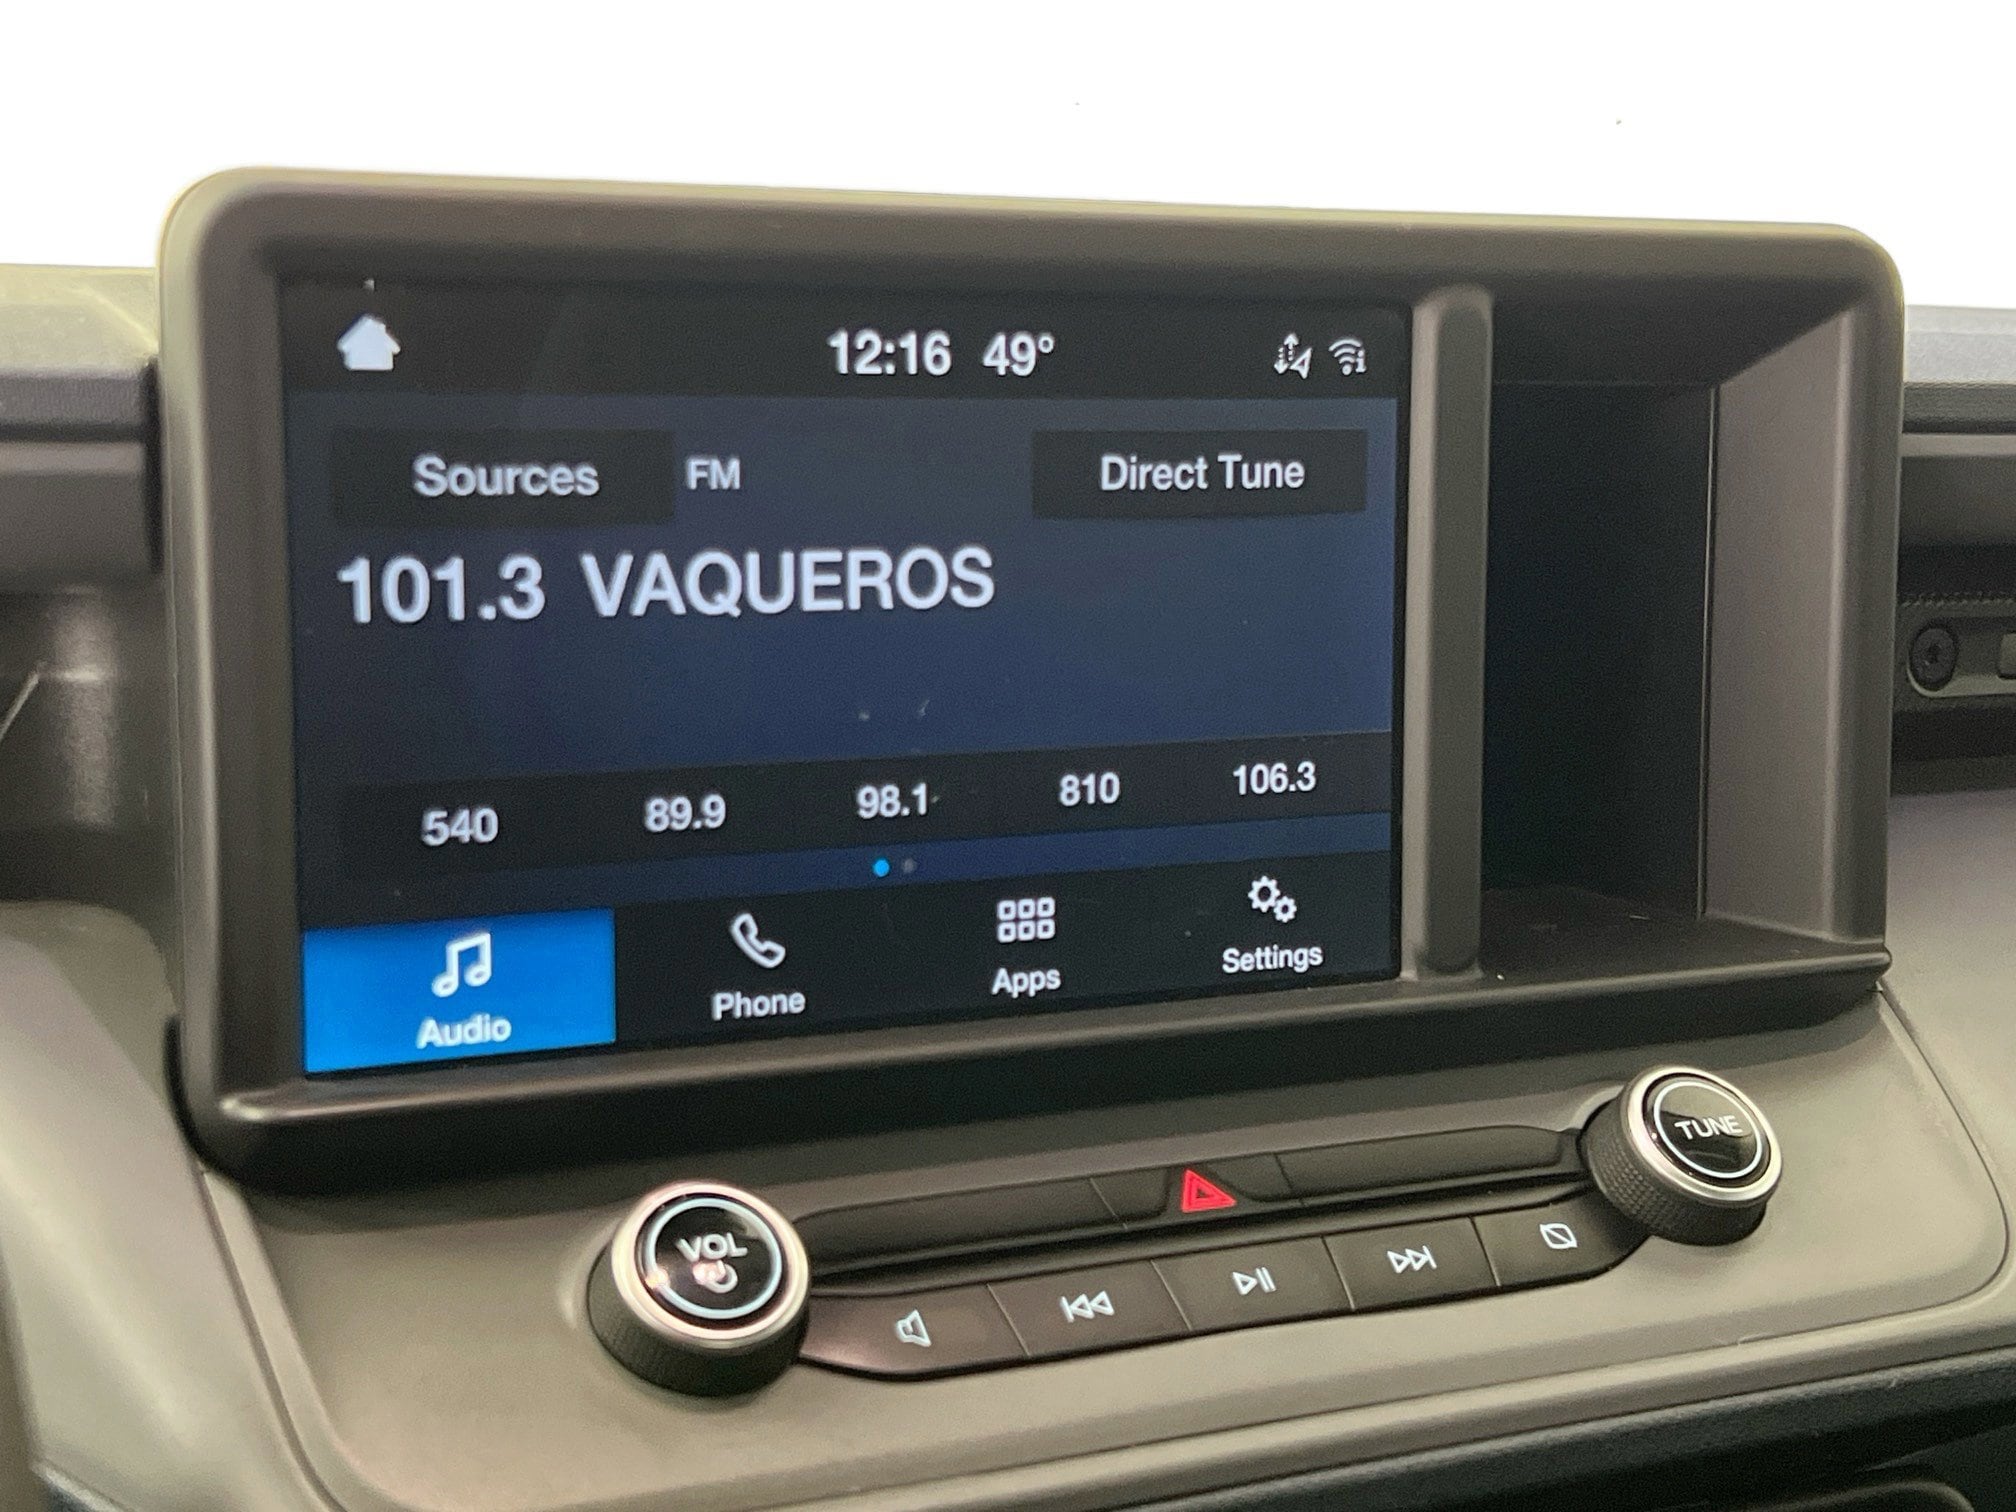 12:16 49°
Sources FM Direct Tune
101.3 VAQUEROS
540 89.9 98.1 810 106.3
Audio Phone Apps Settings
TUNE
VOL